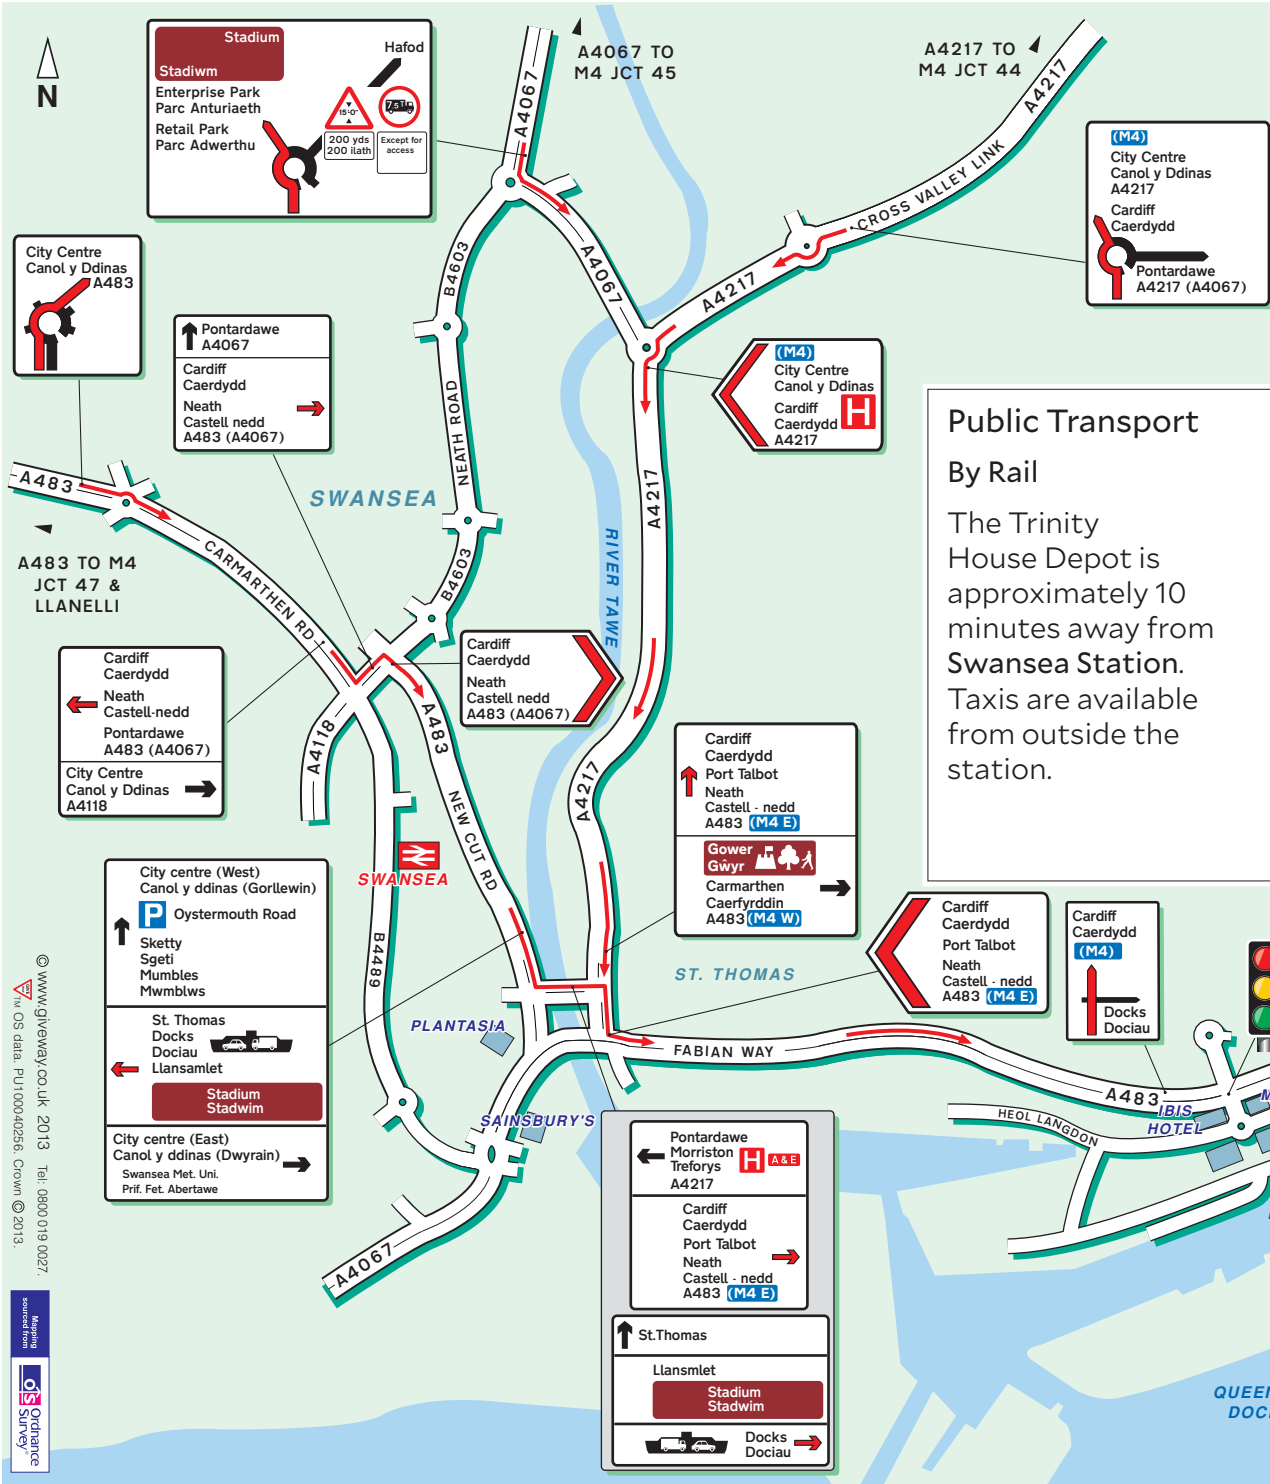 Stadium
Stadiwm
Enterprise Park
Parc Anturiaeth
Retail Park
Parc Adwerthu
Hafod
15'-0"
7.5T
200 yds
200 ilath
Except for
access
N
A4067 TO
M4 JCT 45
A4217 TO
M4 JCT 44
A4067
A4217
CROSS VALLEY LINK
(M4)
City Centre
Canol y Ddinas
A4217
Cardiff
Caerdydd
Pontardawe
A4217 (A4067)
City Centre
Canol y Ddinas
A483
B4603
A4067
A4217
Pontardawe
A4067
Cardiff
Caerdydd
Neath
Castell nedd
A483 (A4067)
(M4)
City Centre
Canol y Ddinas
Cardiff
Caerdydd
A4217
H
Public Transport
By Rail
The Trinity
House Depot is
approximately 10
minutes away from
Swansea Station.
Taxis are available
from outside the
station.
NEATH ROAD
SWANSEA
A483
A4217
RIVER TAWE
A483 TO M4
JCT 47 &
LLANELLI
CARMARTHEN RD
B4603
Cardiff
Caerdydd
Neath
Castell-nedd
Pontardawe
A483 (A4067)
City Centre
Canol y Ddinas
A4118
Cardiff
Caerdydd
Neath
Castell nedd
A483 (A4067)
A4118
A483
A4217
NEW CUT RD
SWANSEA
Cardiff
Caerdydd
Port Talbot
Neath
Castell - nedd
A483 (M4 E)
Gower
Gŵyr
Carmarthen
Caerfyrddin
A483 (M4 W)
City centre (West)
Canol y ddinas (Gorllewin)
P Oystermouth Road
Sketty
Sgeti
Mumbles
Mwmblws
St. Thomas
Docks
Dociau
Llansamlet
Stadium
Stadwim
City centre (East)
Canol y ddinas (Dwyrain)
Swansea Met. Uni.
Prif. Fet. Abertawe
B4489
ST. THOMAS
Cardiff
Caerdydd
Port Talbot
Neath
Castell - nedd
A483 (M4 E)
Cardiff
Caerdydd
(M4)
Docks
Dociau
PLANTASIA
FABIAN WAY
A483
SAINSBURY'S
IBIS
HOTEL
M
HEOL LANGDON
A4067
Pontardawe
Morriston
Treforys
A4217
H A&E
Cardiff
Caerdydd
Port Talbot
Neath
Castell - nedd
A483 (M4 E)
St.Thomas
Llansmlet
Stadium
Stadwim
Docks
Dociau
QUEEN
DOC
© www.giveway.co.uk 2013 Tel: 0800 019 0027.
™ OS data. PU100040256. Crown © 2013.
Mapping
sourced from
OS
Ordnance
Survey®